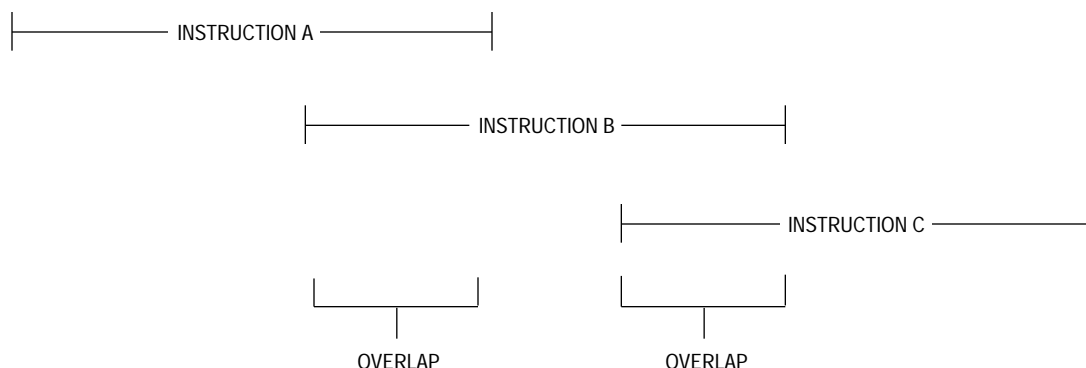 INSTRUCTION A
INSTRUCTION B
INSTRUCTION C
OVERLAP
OVERLAP